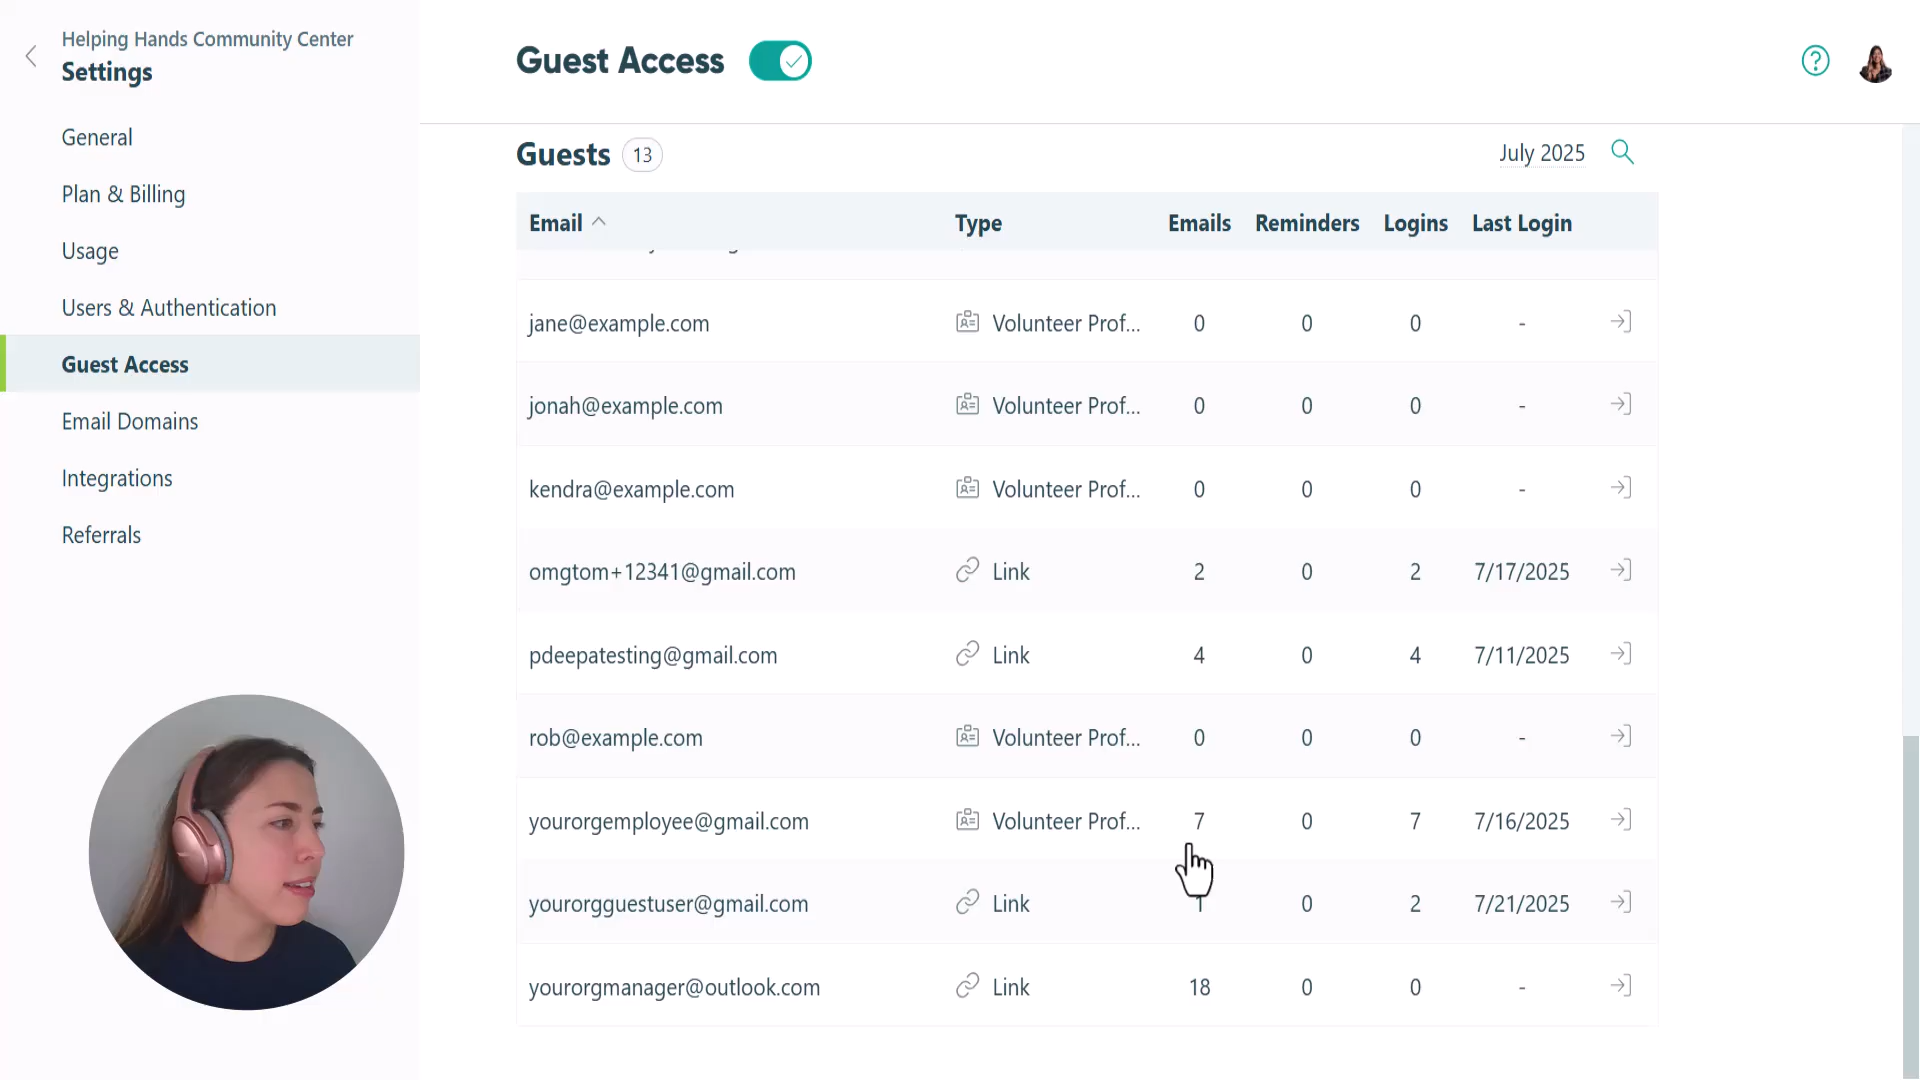 Helping Hands Community Center
Settings
General
Plan & Billing
Usage
Users & Authentication
Guest Access
Email Domains
Integrations
Referrals
Guest Access
Guests 13
July 2025
Email Type Emails Reminders Logins Last Login
jane@example.com Volunteer Prof... 0 0 0 -
jonah@example.com Volunteer Prof... 0 0 0 -
kendra@example.com Volunteer Prof... 0 0 0 -
omgtom+12341@gmail.com Link 2 0 2 7/17/2025
pdeepatesting@gmail.com Link 4 0 4 7/11/2025
rob@example.com Volunteer Prof... 0 0 0 -
yourorgemployee@gmail.com Volunteer Prof... 7 0 7 7/16/2025
yourorgguestuser@gmail.com Link 1 0 2 7/21/2025
yourorgmanager@outlook.com Link 18 0 0 -